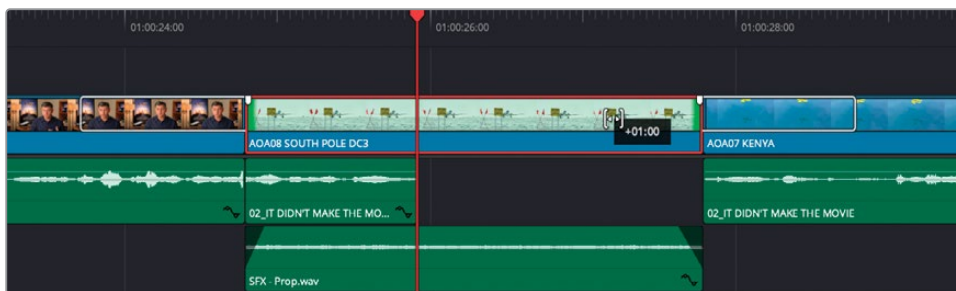 01:00:24:00 01:00:26:00 01:00:28:00
+01:00
AOA08 SOUTH POLE DC3 AOA07 KENYA
02_IT DIDN'T MAKE THE MO... 02_IT DIDN'T MAKE THE MOVIE
SFX - Prop.wav